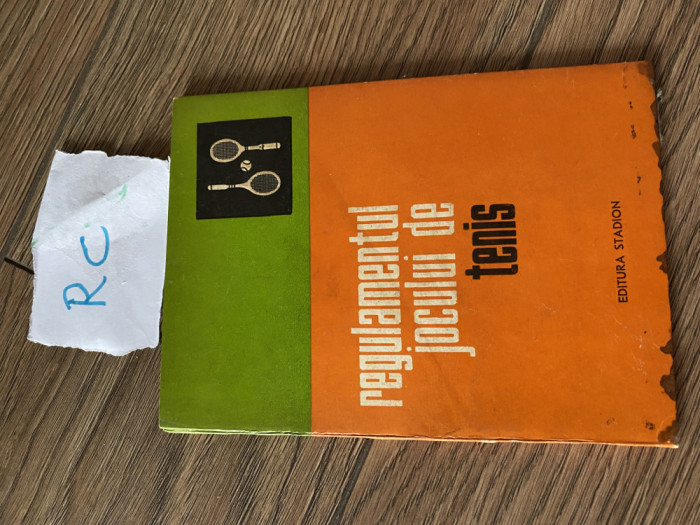 regulamentul
jocului de
tenis
EDITURA STADION
RC